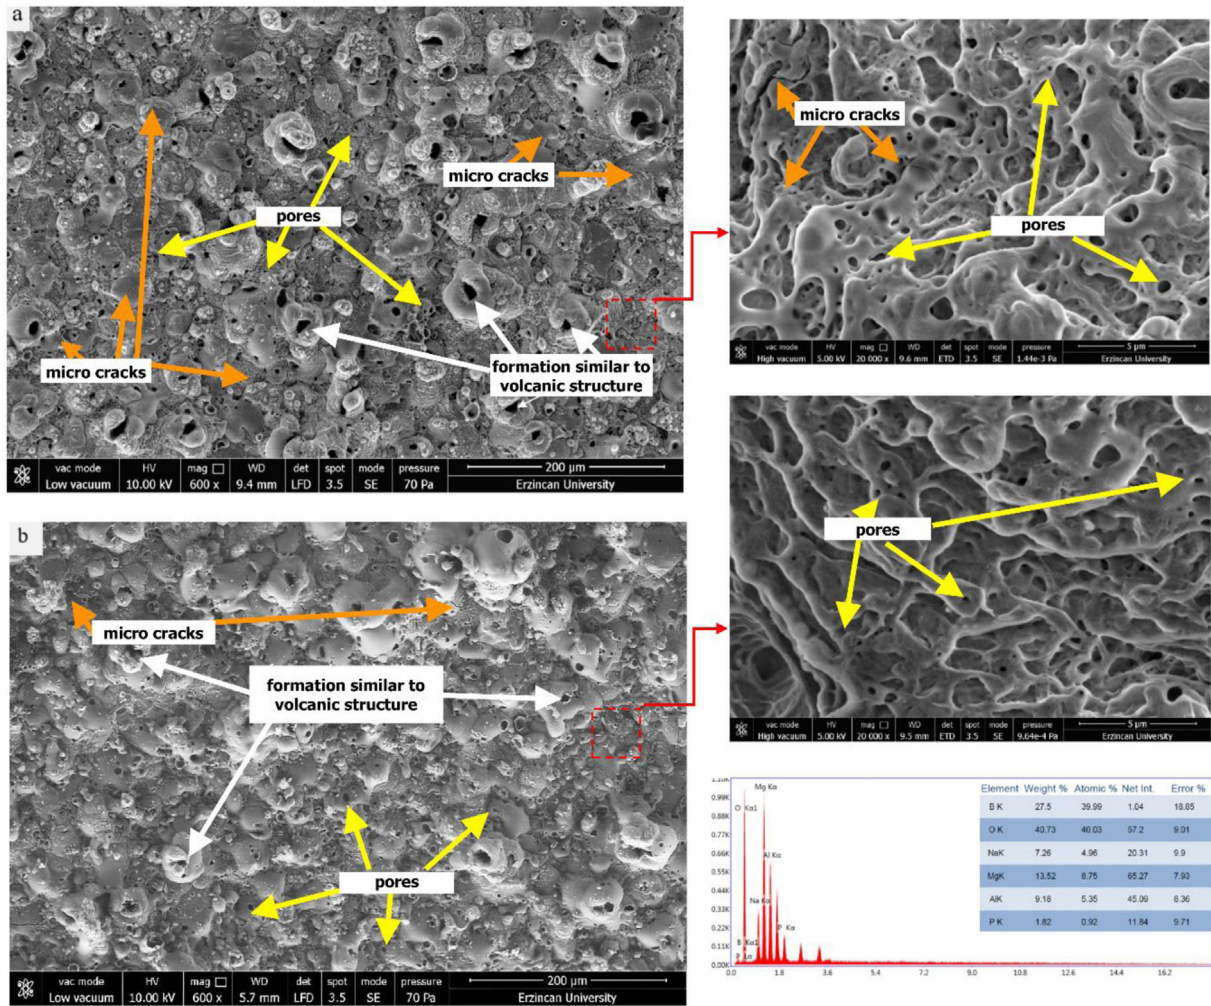 a
micro cracks
pores
micro cracks
formation similar to
volcanic structure
vac mode HV mag WD det spot mode pressure 200 µm
Low vacuum 10.00 kV 600 x 9.4 mm LFD 3.5 SE 70 Pa Erzincan University
micro cracks
pores
vac mode HV mag WD det spot mode pressure 5 µm
High vacuum 5.00 kV 20 000 x 9.6 mm ETD 3.5 SE 1.44e-3 Pa Erzincan University
pores
vac mode HV mag WD det spot mode pressure 5 µm
High vacuum 5.00 kV 20 000 x 9.5 mm ETD 3.5 SE 9.64e-4 Pa Erzincan University
b
micro cracks
formation similar to
volcanic structure
pores
vac mode HV mag WD det spot mode pressure 200 µm
Low vacuum 10.00 kV 600 x 5.7 mm LFD 3.5 SE 70 Pa Erzincan University
1.10K
0.99K
0.88K
0.77K
0.66K
0.55K
0.44K
0.33K
0.22K
0.11K
0.00K
0.0 1.8 3.6 5.4 7.2 9.0 10.8 12.6 14.4 16.2
Mg Kα
O Kα1
Al Kα
Na Kα
P Kα
B Kα1
P Lα
Element Weight % Atomic % Net Int. Error %
B K 27.5 39.99 1.04 18.85
O K 40.73 40.03 57.2 9.01
NaK 7.26 4.96 20.31 9.9
MgK 13.52 8.75 65.27 7.93
AlK 9.18 5.35 45.09 8.36
P K 1.82 0.92 11.84 9.71